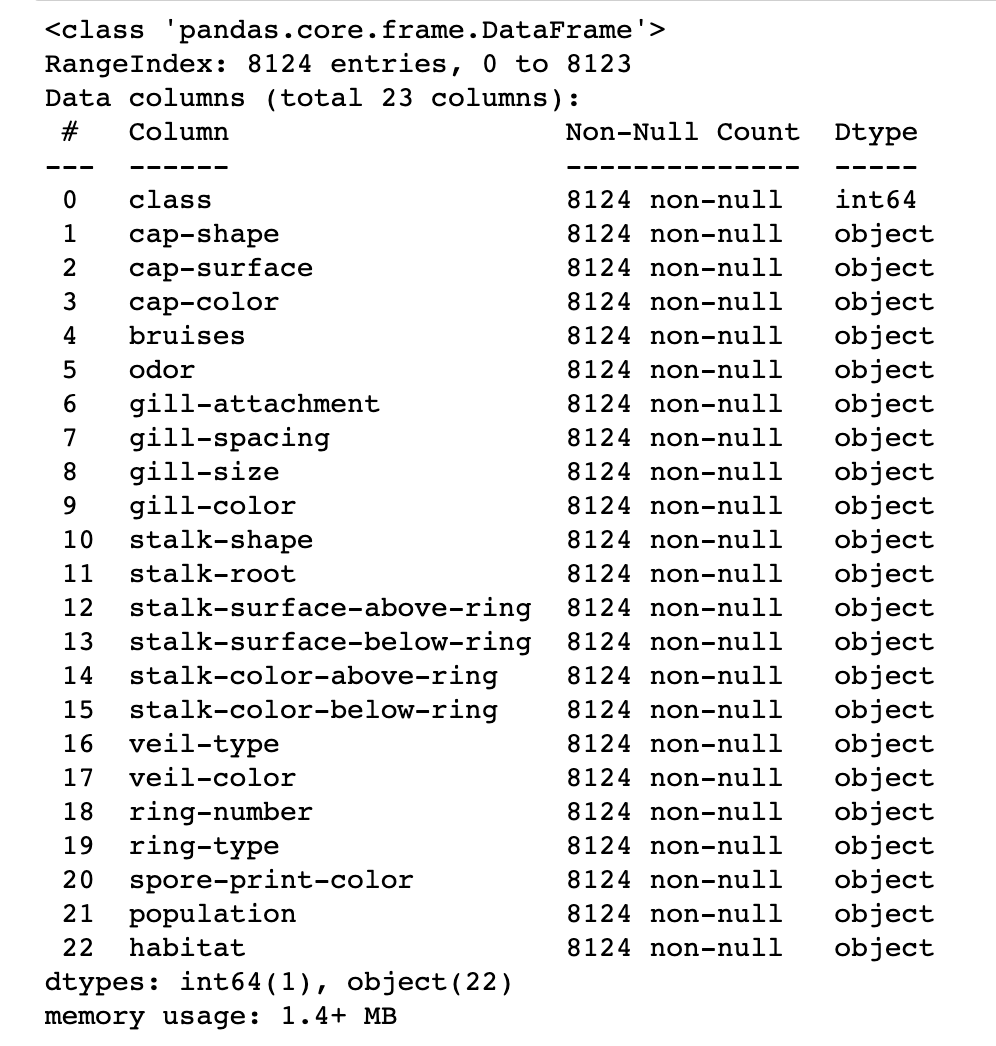 <class 'pandas.core.frame.DataFrame'>
RangeIndex: 8124 entries, 0 to 8123
Data columns (total 23 columns):
 #   Column                    Non-Null Count  Dtype
---  ------                    --------------  -----
 0   class                     8124 non-null   int64
 1   cap-shape                 8124 non-null   object
 2   cap-surface               8124 non-null   object
 3   cap-color                 8124 non-null   object
 4   bruises                   8124 non-null   object
 5   odor                      8124 non-null   object
 6   gill-attachment           8124 non-null   object
 7   gill-spacing              8124 non-null   object
 8   gill-size                 8124 non-null   object
 9   gill-color                8124 non-null   object
 10  stalk-shape               8124 non-null   object
 11  stalk-root                8124 non-null   object
 12  stalk-surface-above-ring  8124 non-null   object
 13  stalk-surface-below-ring  8124 non-null   object
 14  stalk-color-above-ring    8124 non-null   object
 15  stalk-color-below-ring    8124 non-null   object
 16  veil-type                 8124 non-null   object
 17  veil-color                8124 non-null   object
 18  ring-number               8124 non-null   object
 19  ring-type                 8124 non-null   object
 20  spore-print-color         8124 non-null   object
 21  population                8124 non-null   object
 22  habitat                   8124 non-null   object
dtypes: int64(1), object(22)
memory usage: 1.4+ MB